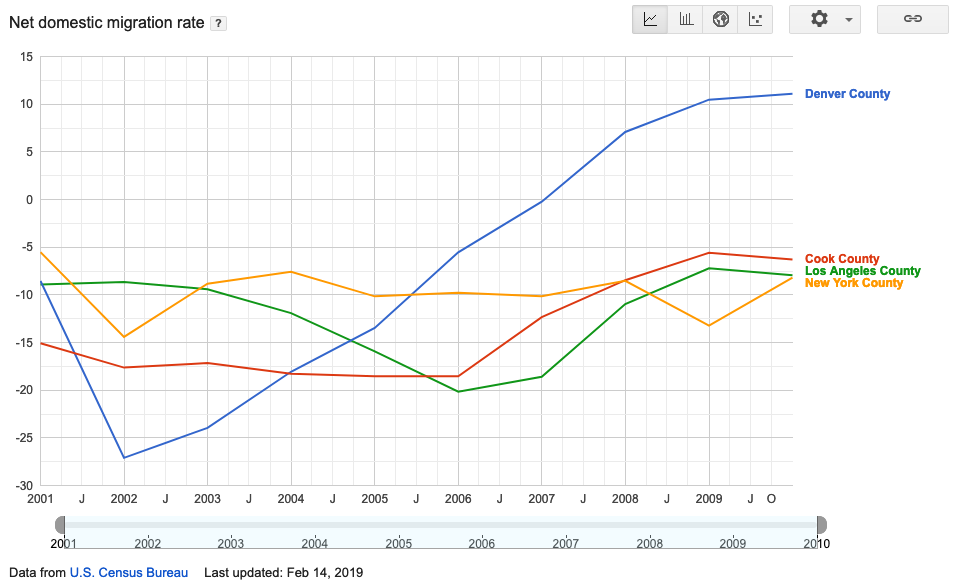 Net domestic migration rate ?
15
10
5
0
-5
-10
-15
-20
-25
-30
Denver County
Cook County
Los Angeles County
New York County
2001 J 2002 J 2003 J 2004 J 2005 J 2006 J 2007 J 2008 J 2009 J O
2001 2002 2003 2004 2005 2006 2007 2008 2009 2010
Data from U.S. Census Bureau Last updated: Feb 14, 2019